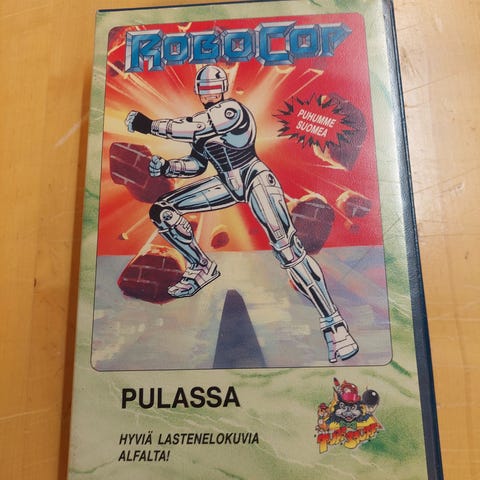 ROBOCOP
PUHUMME
SUOMEA
PULASSA
HYVIÄ LASTENELOKUVIA
ALFALTA!